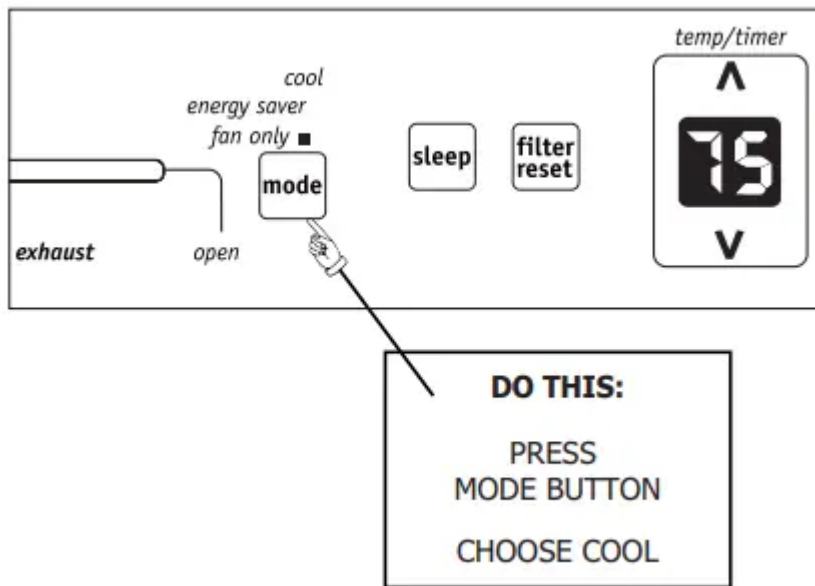 temp/timer
cool
energy saver
fan only
mode
sleep
filter
reset
75
exhaust
open
DO THIS:
PRESS
MODE BUTTON
CHOOSE COOL